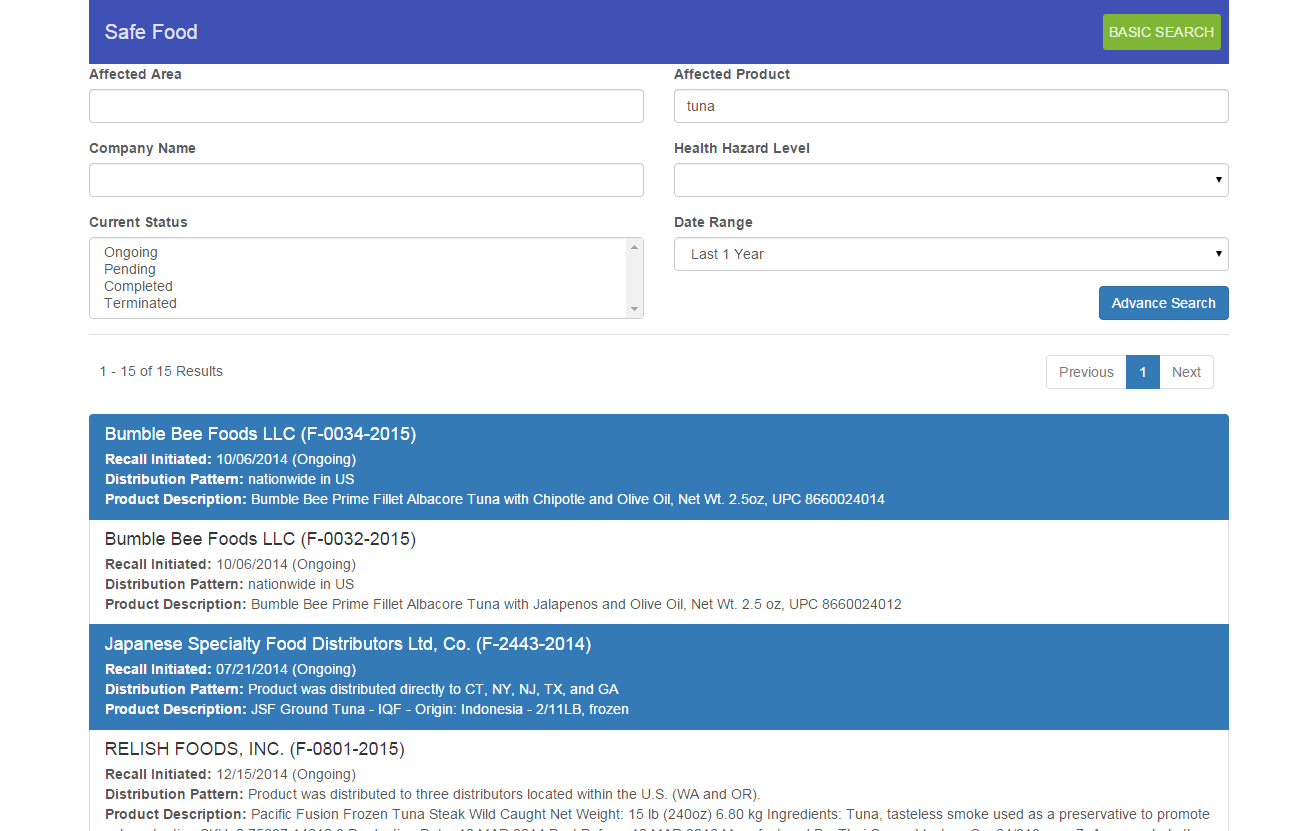 Safe Food
BASIC SEARCH
Affected Area
Affected Product
tuna
Company Name
Health Hazard Level
Current Status
Date Range
Ongoing
Pending
Completed
Terminated
Last 1 Year
Advance Search
1 - 15 of 15 Results
Previous 1 Next
Bumble Bee Foods LLC (F-0034-2015)
Recall Initiated: 10/06/2014 (Ongoing)
Distribution Pattern: nationwide in US
Product Description: Bumble Bee Prime Fillet Albacore Tuna with Chipotle and Olive Oil, Net Wt. 2.5oz, UPC 8660024014
Bumble Bee Foods LLC (F-0032-2015)
Recall Initiated: 10/06/2014 (Ongoing)
Distribution Pattern: nationwide in US
Product Description: Bumble Bee Prime Fillet Albacore Tuna with Jalapenos and Olive Oil, Net Wt. 2.5 oz, UPC 8660024012
Japanese Specialty Food Distributors Ltd, Co. (F-2443-2014)
Recall Initiated: 07/21/2014 (Ongoing)
Distribution Pattern: Product was distributed directly to CT, NY, NJ, TX, and GA
Product Description: JSF Ground Tuna - IQF - Origin: Indonesia - 2/11LB, frozen
RELISH FOODS, INC. (F-0801-2015)
Recall Initiated: 12/15/2014 (Ongoing)
Distribution Pattern: Product was distributed to three distributors located within the U.S. (WA and OR).
Product Description: Pacific Fusion Frozen Tuna Steak Wild Caught Net Weight: 15 lb (240oz) 6.80 kg Ingredients: Tuna, tasteless smoke used as a preservative to promote